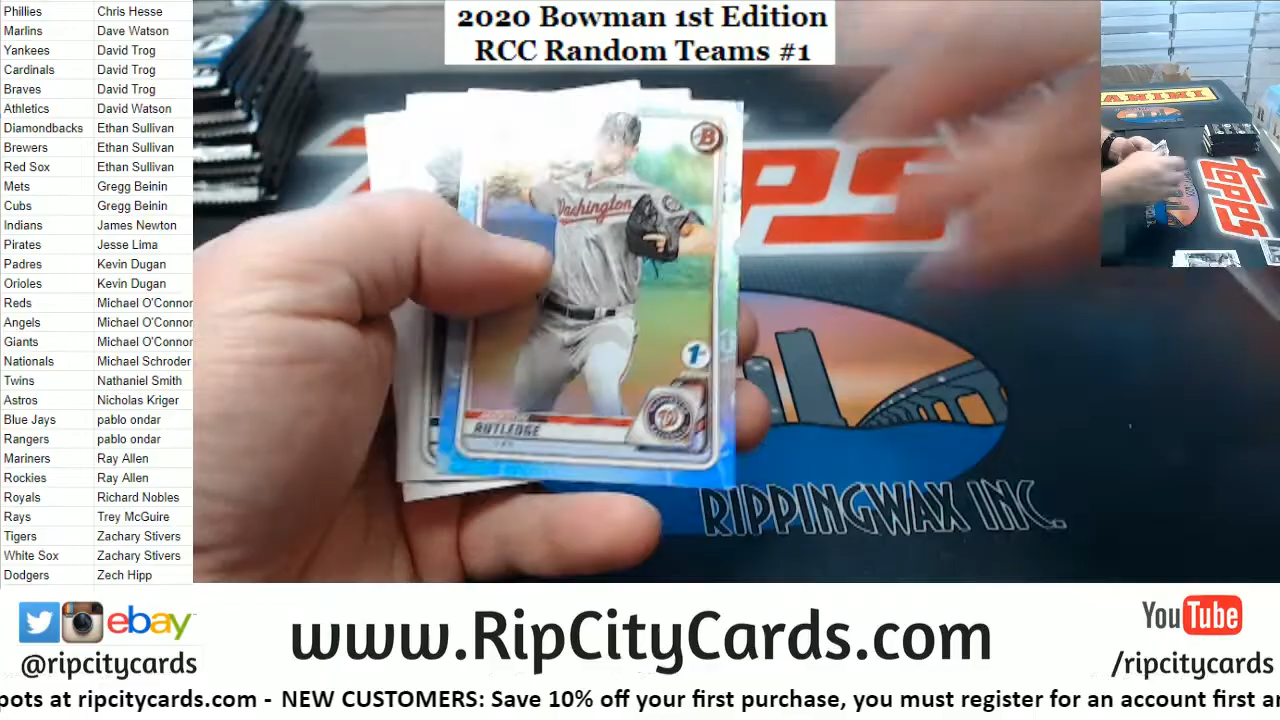 Phillies Chris Hesse
Marlins Dave Watson
Yankees David Trog
Cardinals David Trog
Braves David Trog
Athletics David Watson
Diamondbacks Ethan Sullivan
Brewers Ethan Sullivan
Red Sox Ethan Sullivan
Mets Gregg Beinin
Cubs Gregg Beinin
Indians James Newton
Pirates Jesse Lima
Padres Kevin Dugan
Orioles Kevin Dugan
Reds Michael O'Connor
Angels Michael O'Connor
Giants Michael O'Connor
Nationals Michael Schroder
Twins Nathaniel Smith
Astros Nicholas Kriger
Blue Jays pablo ondar
Rangers pablo ondar
Mariners Ray Allen
Rockies Ray Allen
Royals Richard Nobles
Rays Trey McGuire
Tigers Zachary Stivers
White Sox Zachary Stivers
Dodgers Zech Hipp
2020 Bowman 1st Edition
RCC Random Teams #1
B
Washington
1st
W
RUTLEDGE
PS
RIPPINGWAX INC.
PANINI
topps
ebay
@ripcitycards
www.RipCityCards.com
YouTube
/ripcitycards
pots at ripcitycards.com - NEW CUSTOMERS: Save 10% off your first purchase, you must register for an account first an